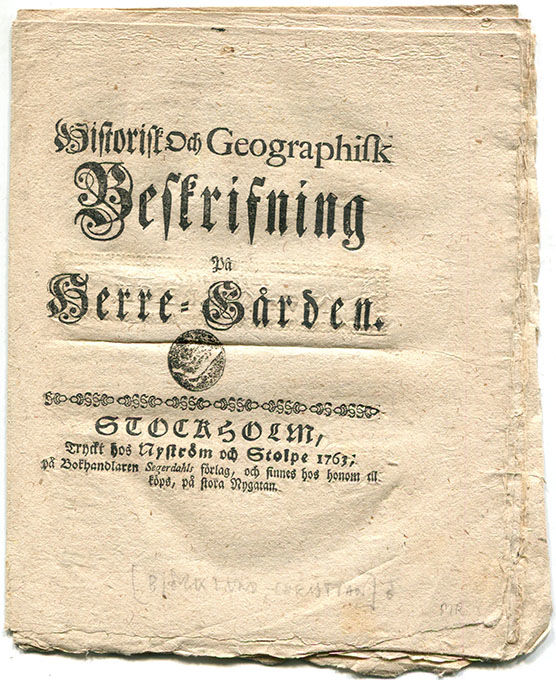 Historisk Och Geographisk
Beskrifning
På
Herre-Gården.
STOCKHOLM,
Tryckt hos Nyström och Stolpe 1763;
på Bokhandlaren Segerdahls förlag, och finnes hos honom til
köps, på stora Nygatan.